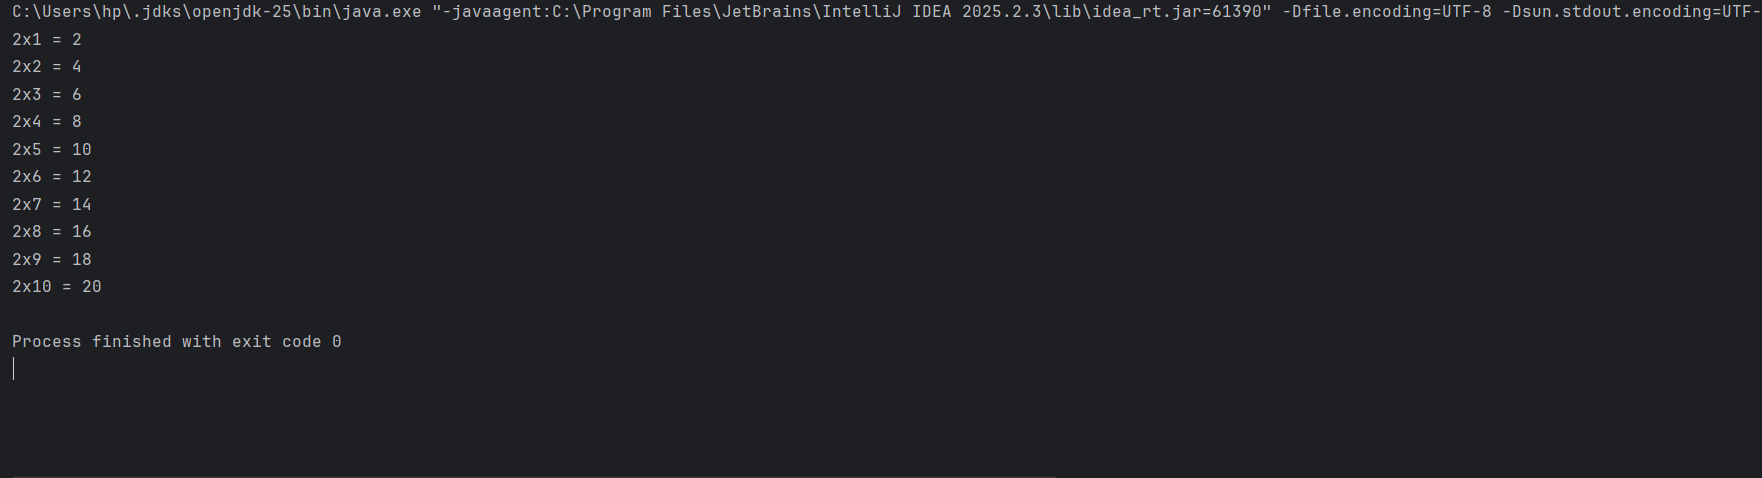 C:\Users\hp\.jdks\openjdk-25\bin\java.exe "-javaagent:C:\Program Files\JetBrains\IntelliJ IDEA 2025.2.3\lib\idea_rt.jar=61390" -Dfile.encoding=UTF-8 -Dsun.stdout.encoding=UTF-
2x1 = 2
2x2 = 4
2x3 = 6
2x4 = 8
2x5 = 10
2x6 = 12
2x7 = 14
2x8 = 16
2x9 = 18
2x10 = 20
Process finished with exit code 0